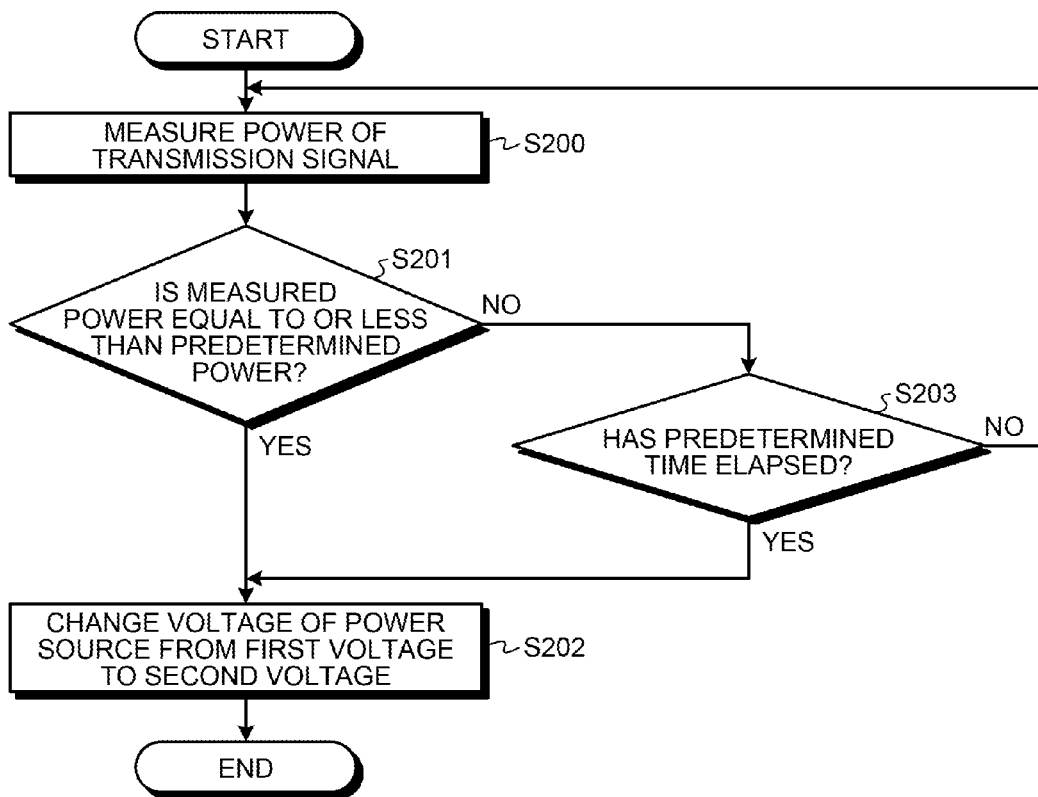 START
MEASURE POWER OF
TRANSMISSION SIGNAL
S200
S201
IS MEASURED
POWER EQUAL TO OR LESS
THAN PREDETERMINED
POWER?
NO
YES
S203
HAS PREDETERMINED
TIME ELAPSED?
NO
YES
CHANGE VOLTAGE OF POWER
SOURCE FROM FIRST VOLTAGE
TO SECOND VOLTAGE
S202
END